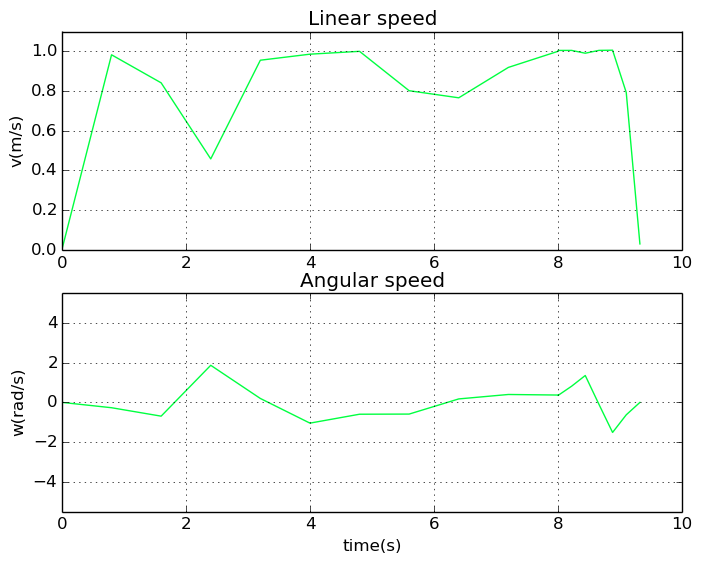 Linear speed
1.0
0.8
0.6
0.4
0.2
0.0
v(m/s)
0 2 4 6 8 10
Angular speed
4
2
0
−2
−4
w(rad/s)
0 2 4 6 8 10
time(s)